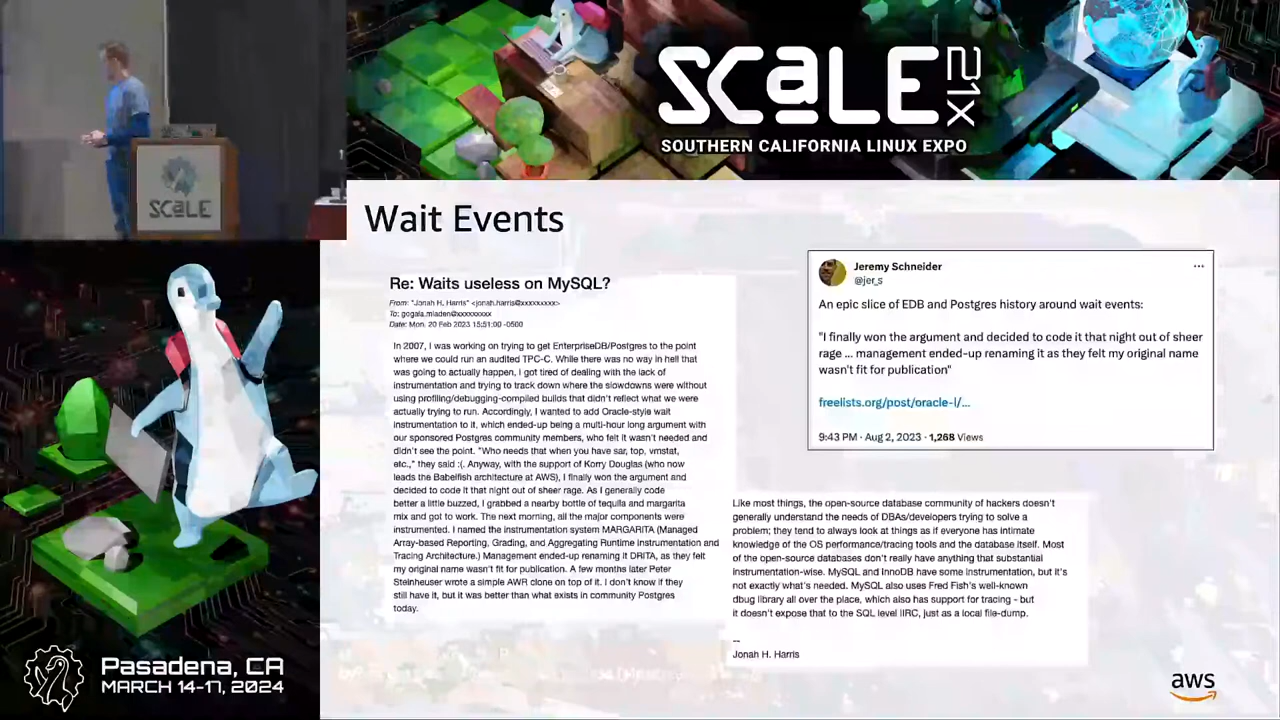 SCaLE 21X
SOUTHERN CALIFORNIA LINUX EXPO
SCaLE
Wait Events
Re: Waits useless on MySQL?
From: "Jonah H. Harris" <jonah.harris@xxxxxxxxx>
To: gogala.mladen@xxxxxxxxx
Date: Mon, 20 Feb 2023 15:51:00 -0500
In 2007, I was working on trying to get EnterpriseDB/Postgres to the point
where we could run an audited TPC-C. While there was no way in hell that
was going to actually happen, I got tired of dealing with the lack of
instrumentation and trying to track down where the slowdowns were without
using profiling/debugging-compiled builds that didn't reflect what we were
actually trying to run. Accordingly, I wanted to add Oracle-style wait
instrumentation to it, which ended-up being a multi-hour long argument with
our sponsored Postgres community members, who felt it wasn't needed and
didn't see the point. "Who needs that when you have sar, top, vmstat,
etc.," they said :(. Anyway, with the support of Korry Douglas (who now
leads the Babelfish architecture at AWS), I finally won the argument and
decided to code it that night out of sheer rage. As I generally code
better a little buzzed, I grabbed a nearby bottle of tequila and margarita
mix and got to work. The next morning, all the major components were
instrumented. I named the instrumentation system MARGARITA (Managed
Array-based Reporting, Grading, and Aggregating Runtime Instrumentation and
Tracing Architecture.) Management ended-up renaming it DRITA, as they felt
my original name wasn't fit for publication. A few months later Peter
Steinheuser wrote a simple AWR clone on top of it. I don't know if they
still have it, but it was better than what exists in community Postgres
today.
Jeremy Schneider
@jer_s
An epic slice of EDB and Postgres history around wait events:
"I finally won the argument and decided to code it that night out of sheer
rage ... management ended-up renaming it as they felt my original name
wasn't fit for publication"
freelists.org/post/oracle-l/...
9:43 PM · Aug 2, 2023 · 1,268 Views
Like most things, the open-source database community of hackers doesn't
generally understand the needs of DBAs/developers trying to solve a
problem; they tend to always look at things as if everyone has intimate
knowledge of the OS performance/tracing tools and the database itself. Most
of the open-source databases don't really have anything that substantial
instrumentation-wise. MySQL and InnoDB have some instrumentation, but it's
not exactly what's needed. MySQL also uses Fred Fish's well-known
dbug library all over the place, which also has support for tracing - but
it doesn't expose that to the SQL level IIRC, just as a local file-dump.
--
Jonah H. Harris
Pasadena, CA
MARCH 14-17, 2024
aws